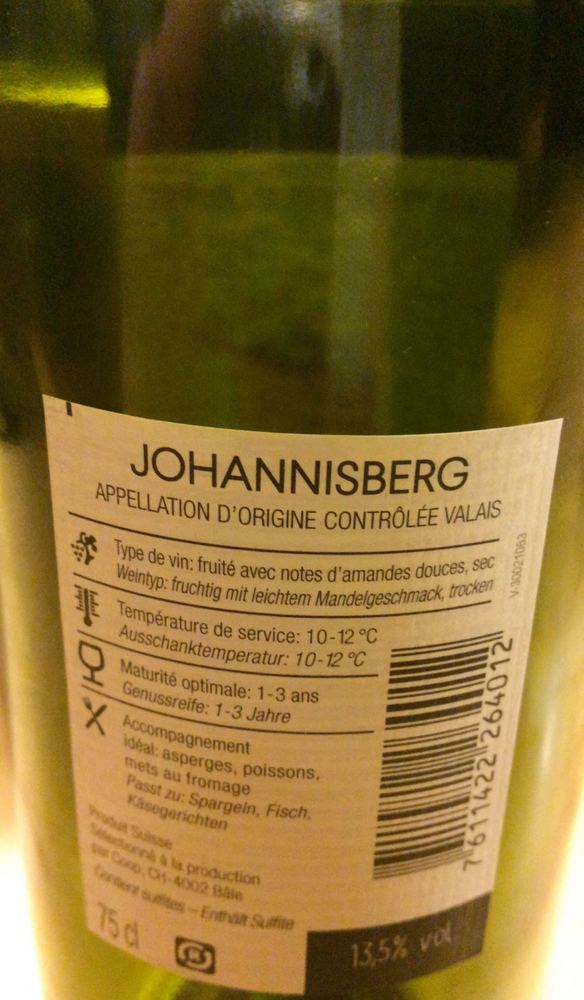 JOHANNISBERG
APPELLATION D'ORIGINE CONTRÔLÉE VALAIS
Type de vin: fruité avec notes d'amandes douces, sec
Weintyp: fruchtig mit leichtem Mandelgeschmack, trocken
Température de service: 10-12 °C
Ausschanktemperatur: 10-12 °C
Maturité optimale: 1-3 ans
Genussreife: 1-3 Jahre
Accompagnement
idéal: asperges, poissons,
mets au fromage
Passt zu: Spargeln, Fisch,
Käsegerichten
Produit Suisse
Sélectionné à la production
par Coop, CH-4002 Bâle
Contient sulfites – Enthält Sulfite
75 cl
13,5% vol
7 611422 264012
V-30021083